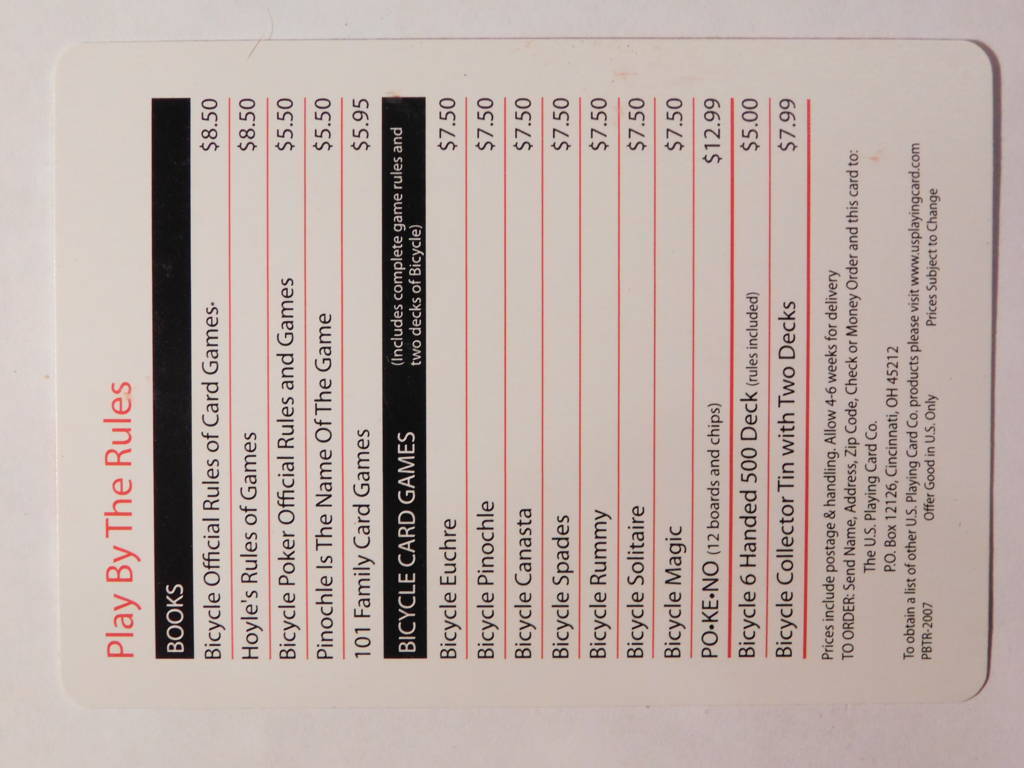 Play By The Rules
BOOKS
Bicycle Official Rules of Card Games• $8.50
Hoyle's Rules of Games $8.50
Bicycle Poker Official Rules and Games $5.50
Pinochle Is The Name Of The Game $5.50
101 Family Card Games $5.95
BICYCLE CARD GAMES (Includes complete game rules and
two decks of Bicycle)
Bicycle Euchre $7.50
Bicycle Pinochle $7.50
Bicycle Canasta $7.50
Bicycle Spades $7.50
Bicycle Rummy $7.50
Bicycle Solitaire $7.50
Bicycle Magic $7.50
PO•KE•NO (12 boards and chips) $12.99
Bicycle 6 Handed 500 Deck (rules included) $5.00
Bicycle Collector Tin with Two Decks $7.99
Prices include postage & handling. Allow 4-6 weeks for delivery
TO ORDER: Send Name, Address, Zip Code, Check or Money Order and this card to:
The U.S. Playing Card Co.
P.O. Box 12126, Cincinnati, OH 45212
To obtain a list of other U.S. Playing Card Co. products please visit www.usplayingcard.com
PBTR-2007 Offer Good in U.S. Only Prices Subject to Change